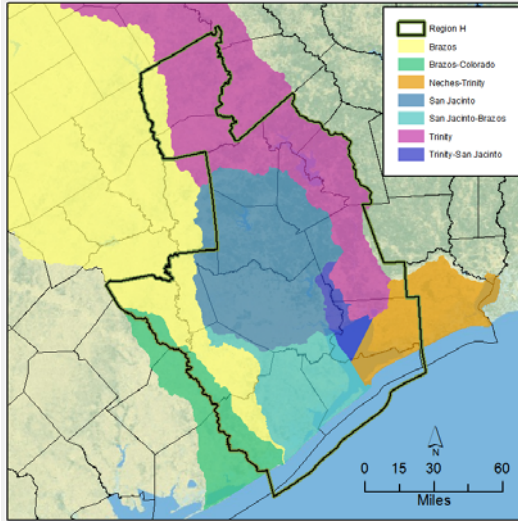 Region H
Brazos
Brazos-Colorado
Neches-Trinity
San Jacinto
San Jacinto-Brazos
Trinity
Trinity-San Jacinto
N
0 15 30 60
Miles